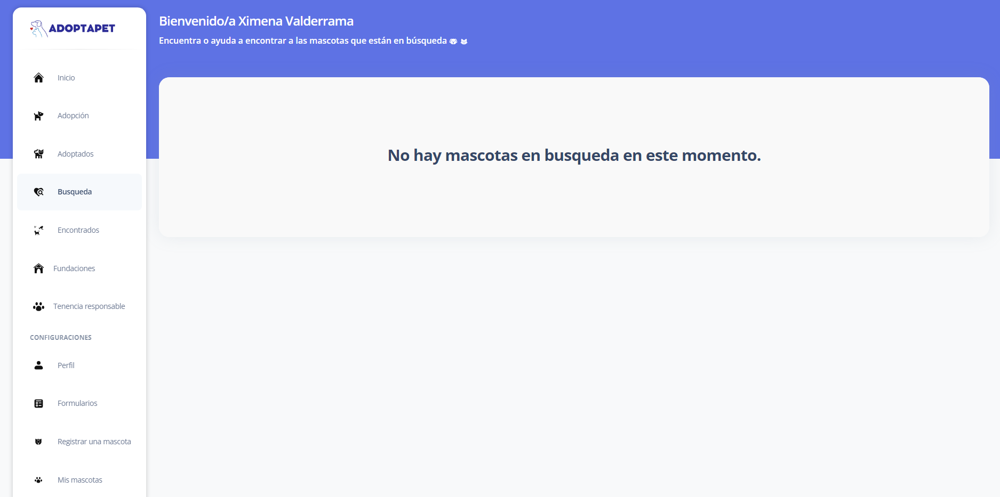 ADOPTAPET
Inicio
Adopción
Adoptados
Busqueda
Encontrados
Fundaciones
Tenencia responsable
CONFIGURACIONES
Perfil
Formularios
Registrar una mascota
Mis mascotas
Bienvenido/a Ximena Valderrama
Encuentra o ayuda a encontrar a las mascotas que están en búsqueda
No hay mascotas en busqueda en este momento.